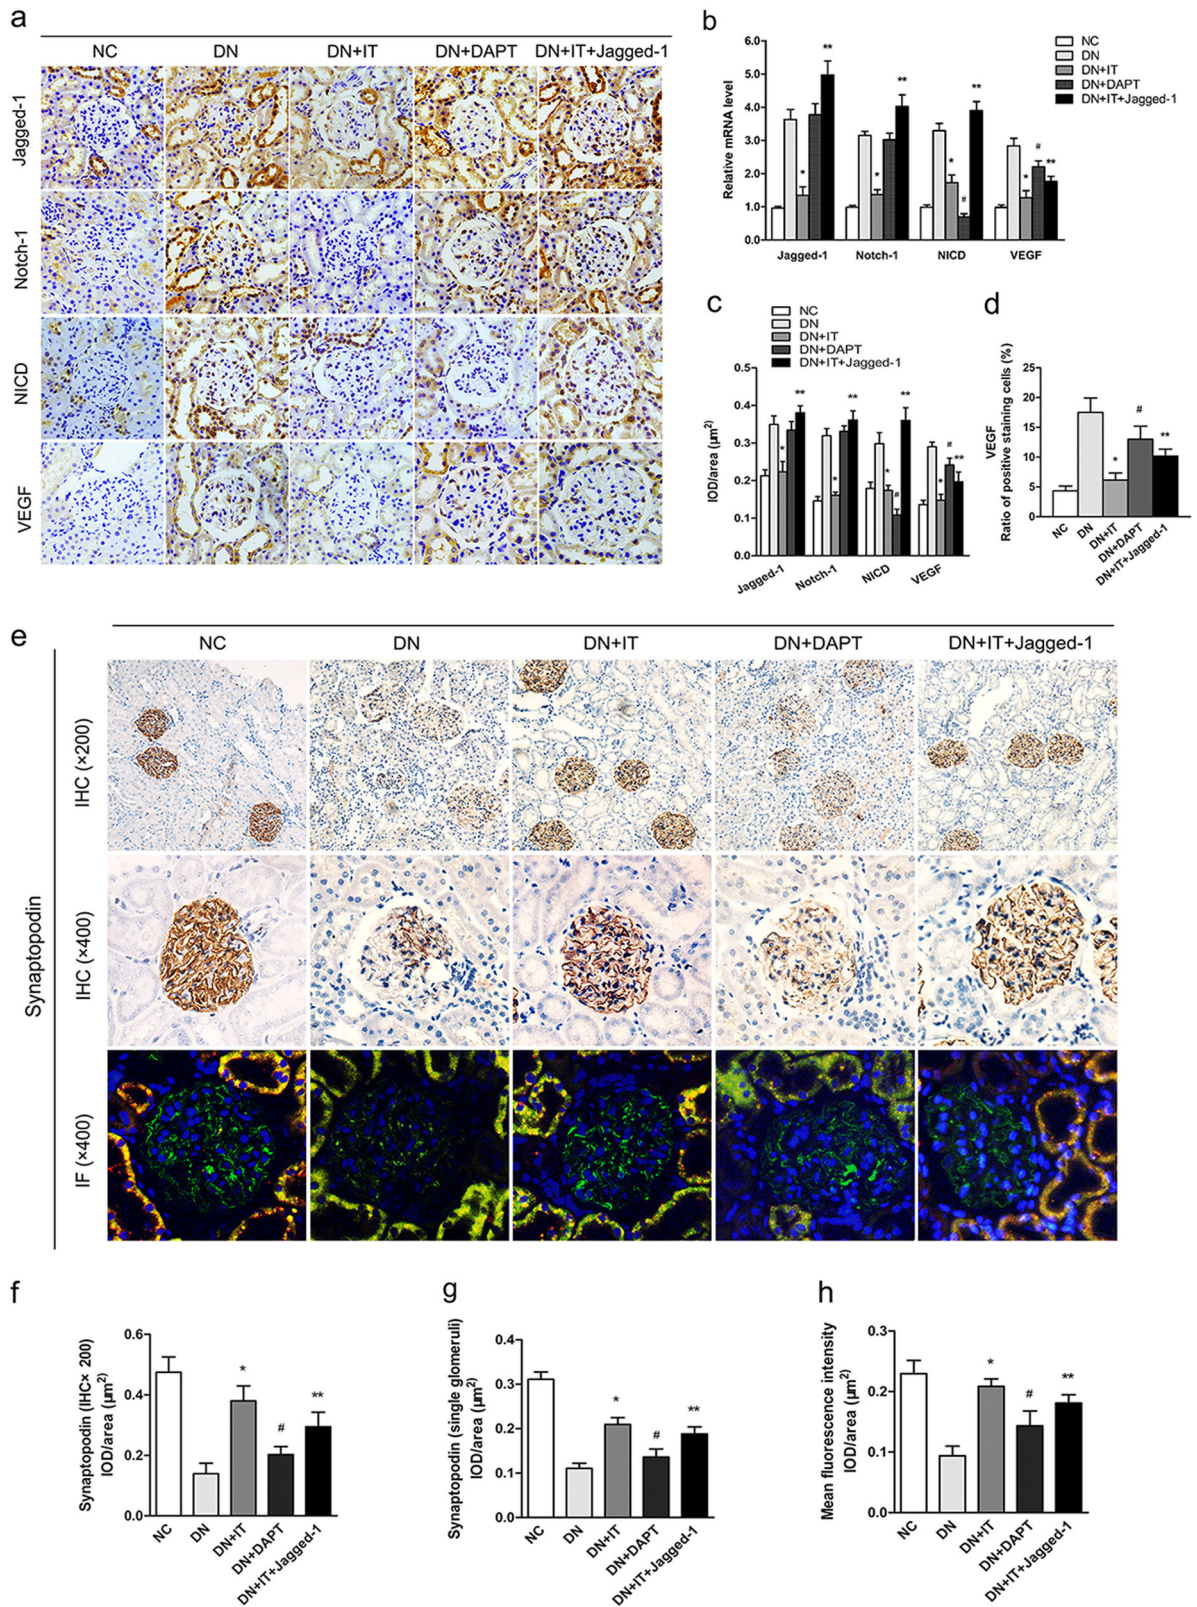 a
NC DN DN+IT DN+DAPT DN+IT+Jagged-1
Jagged-1
Notch-1
NICD
VEGF
b
NC
DN
DN+IT
DN+DAPT
DN+IT+Jagged-1
Relative mRNA level
6.0
5.0
4.0
3.0
2.0
1.0
0.0
* ** * ** * # ** * # **
Jagged-1 Notch-1 NICD VEGF
c
NC
DN
DN+IT
DN+DAPT
DN+IT+Jagged-1
IOD/area (µm²)
0.5
0.4
0.3
0.2
0.1
0.0
* ** * ** * # ** * # **
Jagged-1 Notch-1 NICD VEGF
d
VEGF
Ratio of positive staining cells (%)
25
20
15
10
5
0
* # **
NC DN DN+IT DN+DAPT DN+IT+Jagged-1
e
NC DN DN+IT DN+DAPT DN+IT+Jagged-1
Synaptopodin
IHC (×200)
IHC (×400)
IF (×400)
f
Synaptopodin (IHC× 200)
IOD/area (µm²)
0.6
0.4
0.2
0.0
* # **
NC DN DN+IT DN+DAPT DN+IT+Jagged-1
g
Synaptopodin (single glomeruli)
IOD/area (µm²)
0.4
0.3
0.2
0.1
0.0
* # **
NC DN DN+IT DN+DAPT DN+IT+Jagged-1
h
Mean fluorescence intensity
IOD/area (µm²)
0.3
0.2
0.1
0.0
* # **
NC DN DN+IT DN+DAPT DN+IT+Jagged-1